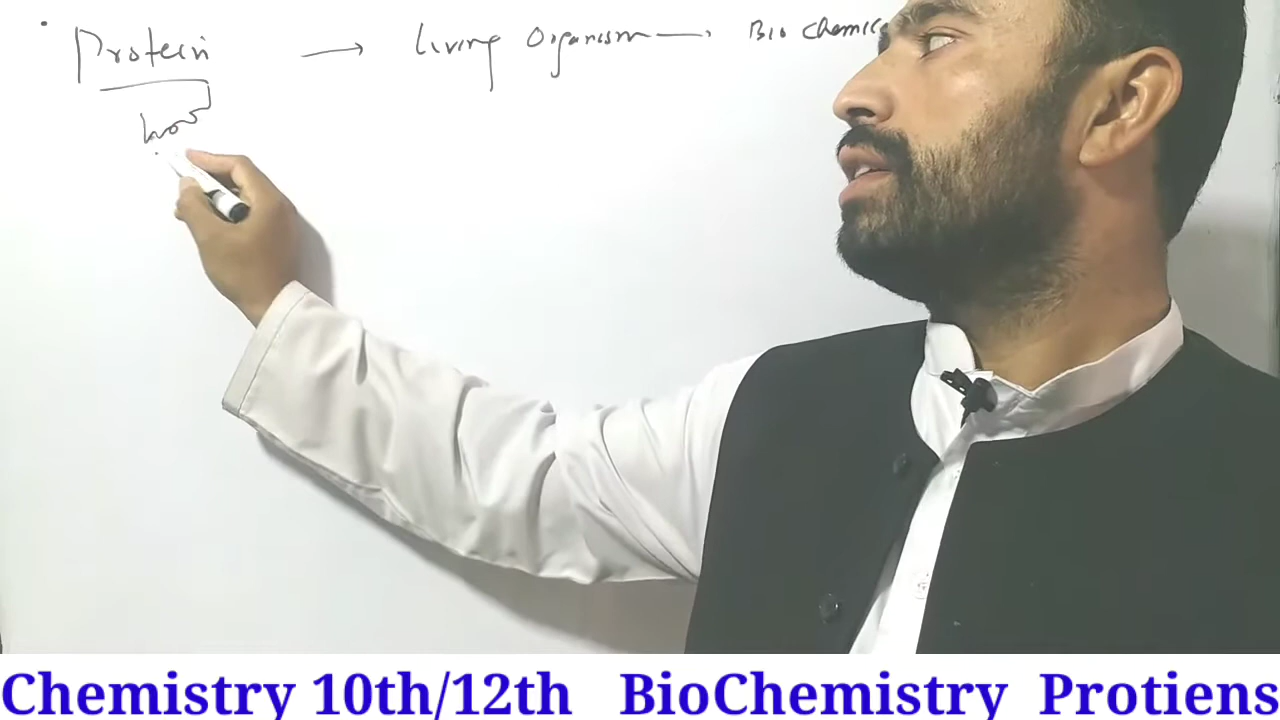 Protein → living Organism → Bio Chemic
Chemistry 10th/12th BioChemistry Protiens